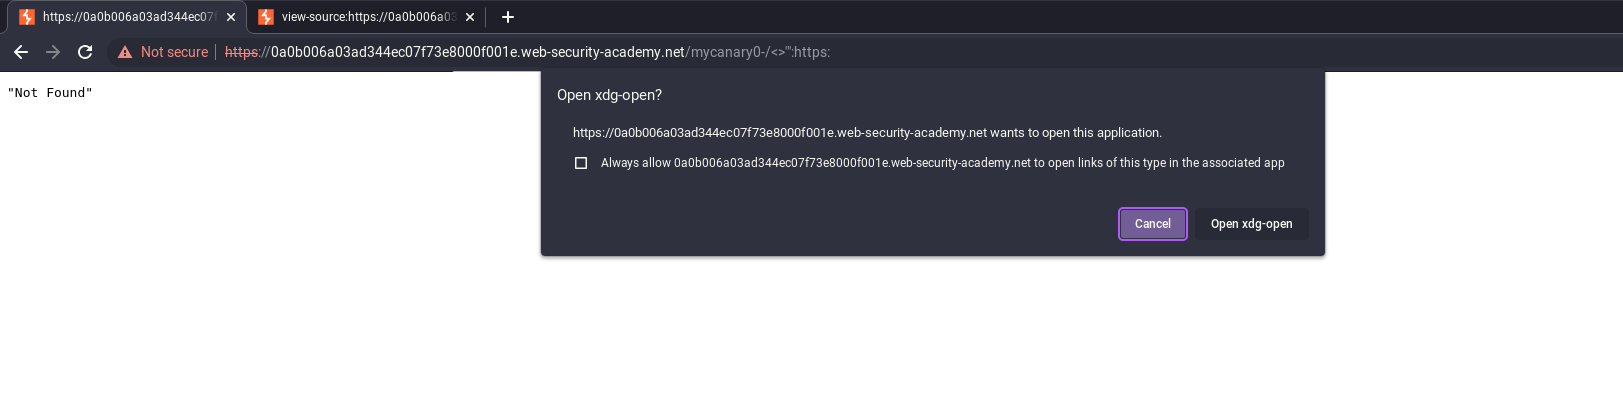 https://0a0b006a03ad344ec07f
view-source:https://0a0b006a03
Not secure
https://0a0b006a03ad344ec07f73e8000f001e.web-security-academy.net/mycanary0-/<>"':https:
"Not Found"
Open xdg-open?
https://0a0b006a03ad344ec07f73e8000f001e.web-security-academy.net wants to open this application.
Always allow 0a0b006a03ad344ec07f73e8000f001e.web-security-academy.net to open links of this type in the associated app
Cancel
Open xdg-open